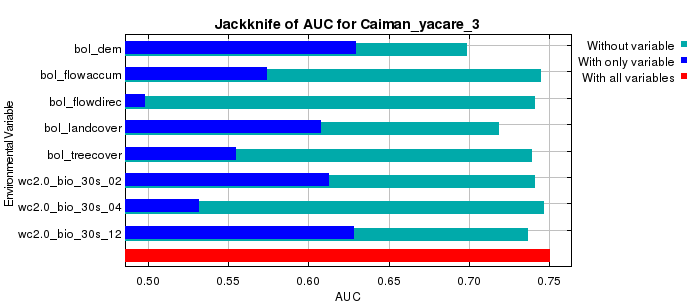 Jackknife of AUC for Caiman_yacare_3
Without variable
With only variable
With all variables
Environmental Variable
bol_dem
bol_flowaccum
bol_flowdirec
bol_landcover
bol_treecover
wc2.0_bio_30s_02
wc2.0_bio_30s_04
wc2.0_bio_30s_12
0.50 0.55 0.60 0.65 0.70 0.75
AUC